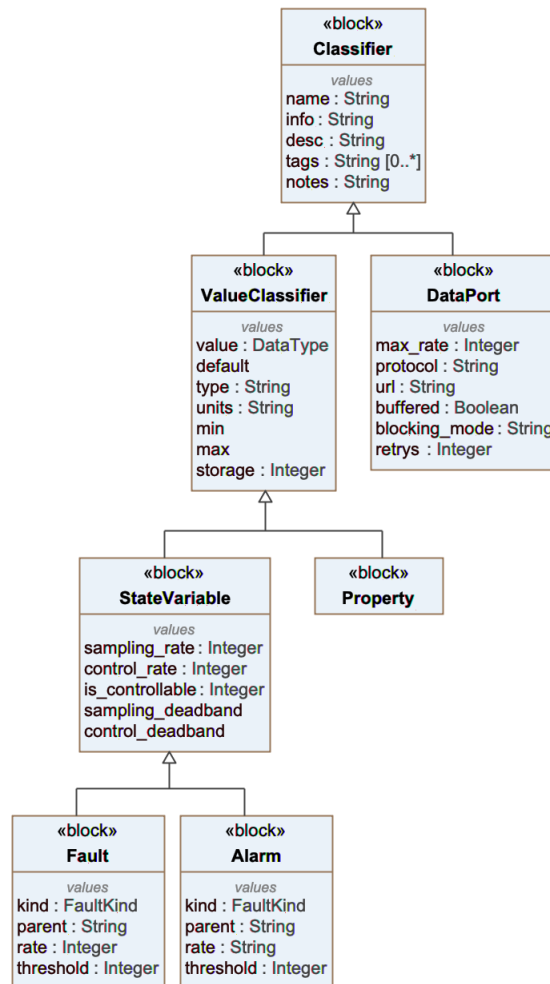 «block»
Classifier
values
name : String
info : String
desc : String
tags : String [0..*]
notes : String
«block»
ValueClassifier
values
value : DataType
default
type : String
units : String
min
max
storage : Integer
«block»
DataPort
values
max_rate : Integer
protocol : String
url : String
buffered : Boolean
blocking_mode : String
retrys : Integer
«block»
StateVariable
values
sampling_rate : Integer
control_rate : Integer
is_controllable : Integer
sampling_deadband
control_deadband
«block»
Property
«block»
Fault
values
kind : FaultKind
parent : String
rate : Integer
threshold : Integer
«block»
Alarm
values
kind : FaultKind
parent : String
rate : String
threshold : Integer